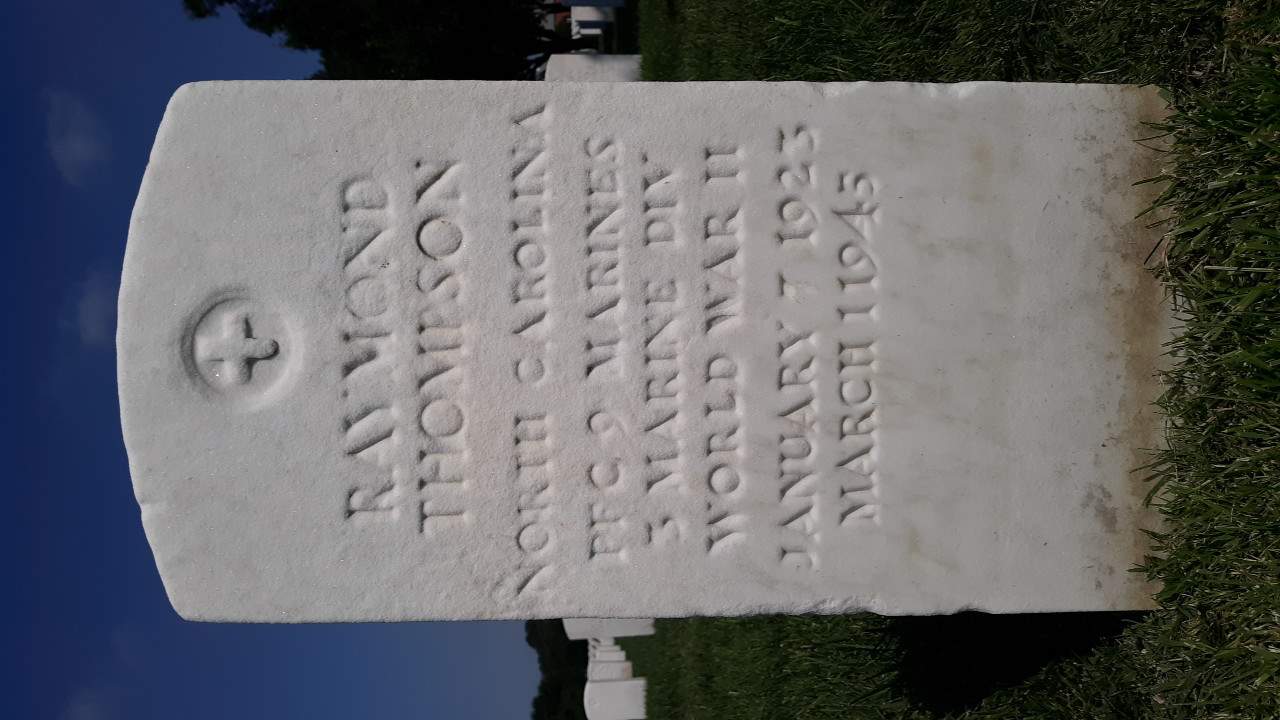 RAYMOND
THOMPSON
NORTH CAROLINA
PFC 9 MARINES
3 MARINE DIV
WORLD WAR II
JANUARY 7 1923
MARCH 1 1945